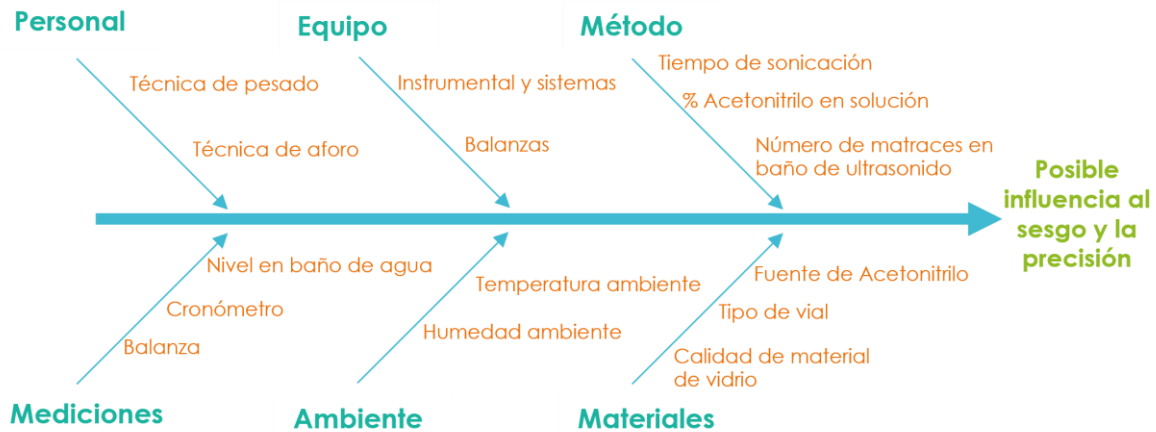 Personal
Equipo
Método
Técnica de pesado
Técnica de aforo
Instrumental y sistemas
Balanzas
Tiempo de sonicación
% Acetonitrilo en solución
Número de matraces en
baño de ultrasonido
Posible
influencia al
sesgo y la
precisión
Nivel en baño de agua
Cronómetro
Balanza
Temperatura ambiente
Humedad ambiente
Fuente de Acetonitrilo
Tipo de vial
Calidad de material
de vidrio
Mediciones
Ambiente
Materiales